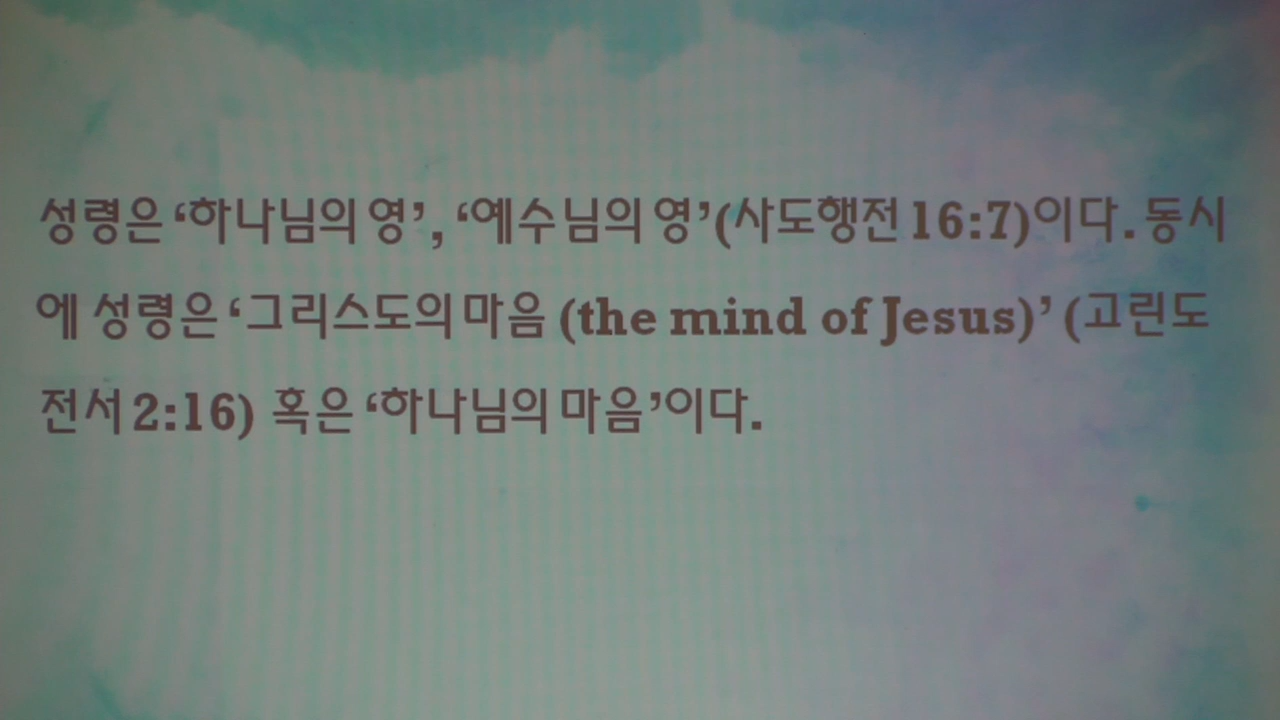 성령은 ‘하나님의 영’, ‘예수님의 영’(사도행전 16:7)이다. 동시
에 성령은 ‘그리스도의 마음 (the mind of Jesus)’ (고린도
전서 2:16) 혹은 ‘하나님의 마음’이다.